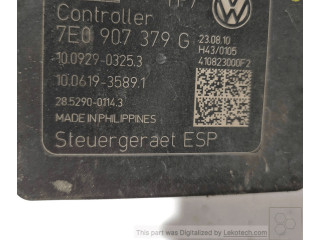 Controller
7E0 907 379 G
23.08.10
H43/0105
410823000F2
10.0929-0325.3
10.0619-3589.1
28.5290-0114.3
MADE IN PHILIPPINES
Steuergeraet ESP
This part was Digitalized by Lekotech.com